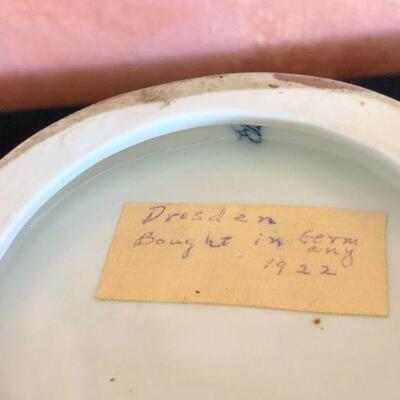 Dresden
Bought in Germ
any
1922